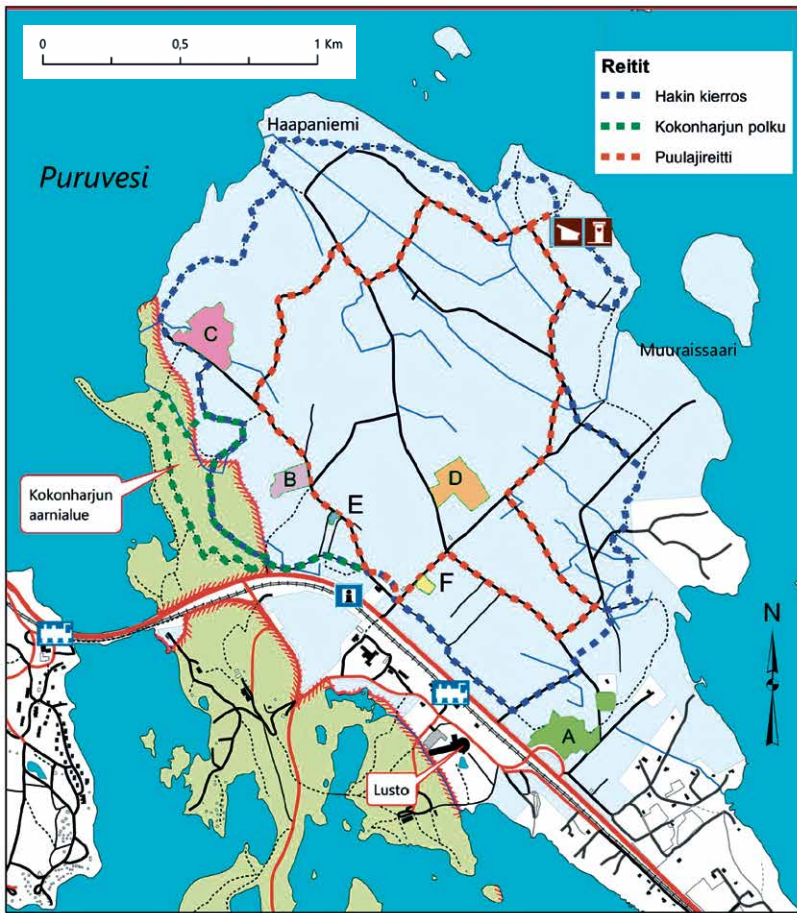 0 0,5 1 Km
Reitit
Hakin kierros
Kokonharjun polku
Puulajireitti
Haapaniemi
Puruvesi
C
Muuraissaari
B
D
E
Kokonharjun
aarnialue
F
N
A
Lusto